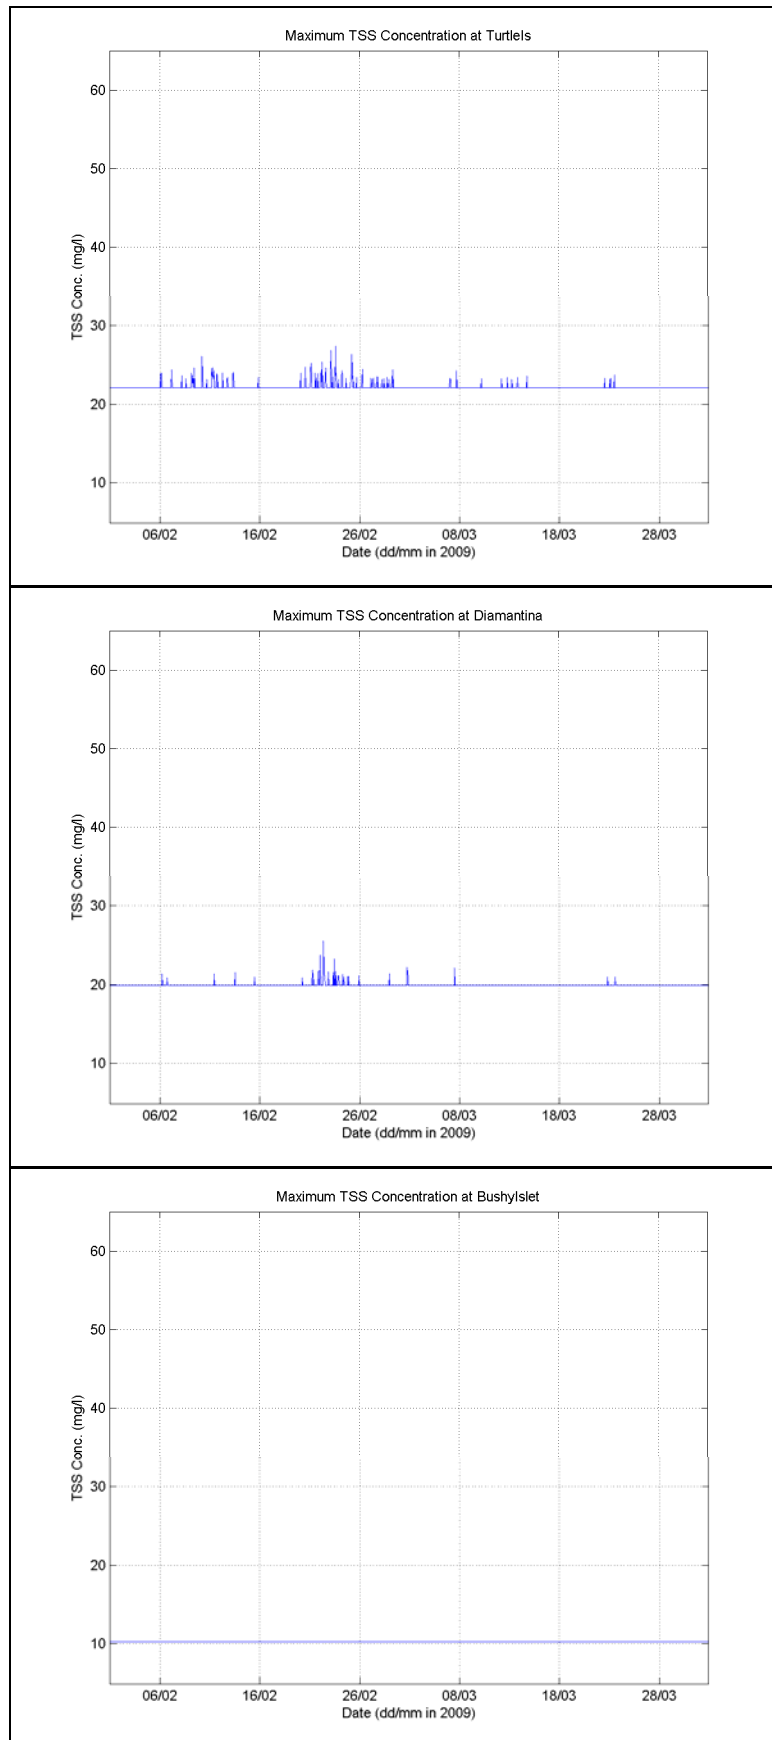 Maximum TSS Concentration at TurtleIs
60
50
40
30
20
10
TSS Conc. (mg/l)
06/02 16/02 26/02 08/03 18/03 28/03
Date (dd/mm in 2009)
Maximum TSS Concentration at Diamantina
60
50
40
30
20
10
TSS Conc. (mg/l)
06/02 16/02 26/02 08/03 18/03 28/03
Date (dd/mm in 2009)
Maximum TSS Concentration at BushyIslet
60
50
40
30
20
10
TSS Conc. (mg/l)
06/02 16/02 26/02 08/03 18/03 28/03
Date (dd/mm in 2009)